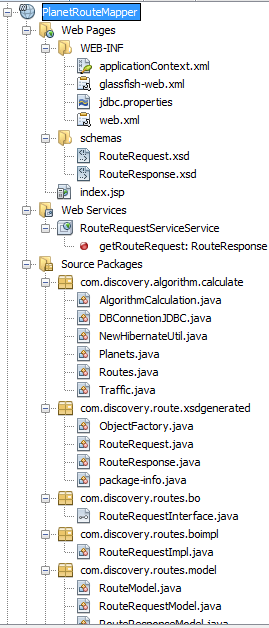 PlanetRouteMapper
Web Pages
WEB-INF
applicationContext.xml
glassfish-web.xml
jdbc.properties
web.xml
schemas
RouteRequest.xsd
RouteResponse.xsd
index.jsp
Web Services
RouteRequestServiceService
getRouteRequest: RouteResponse
Source Packages
com.discovery.algorithm.calculate
AlgorithmCalculation.java
DBConnetionJDBC.java
NewHibernateUtil.java
Planets.java
Routes.java
Traffic.java
com.discovery.route.xsdgenerated
ObjectFactory.java
RouteRequest.java
RouteResponse.java
package-info.java
com.discovery.routes.bo
RouteRequestInterface.java
com.discovery.routes.boimpl
RouteRequestImpl.java
com.discovery.routes.model
RouteModel.java
RouteRequestModel.java
RouteResponseModel.java